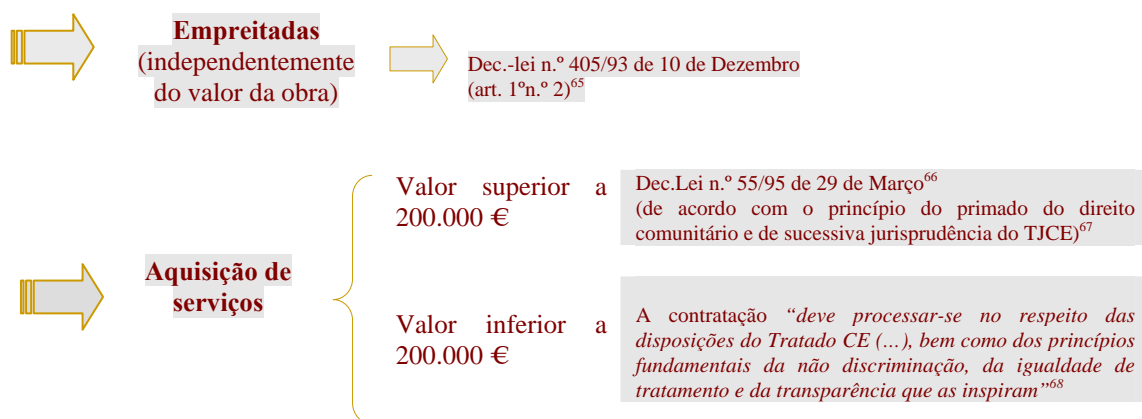 Empreitadas
(independentemente
do valor da obra)
Dec.-lei n.º 405/93 de 10 de Dezembro
(art. 1ºn.º 2)65
Aquisição de
serviços
Valor superior a
200.000 €
Dec.Lei n.º 55/95 de 29 de Março66
(de acordo com o princípio do primado do direito
comunitário e de sucessiva jurisprudência do TJCE)67
Valor inferior a
200.000 €
A contratação “deve processar-se no respeito das
disposições do Tratado CE (…), bem como dos princípios
fundamentais da não discriminação, da igualdade de
tratamento e da transparência que as inspiram”68